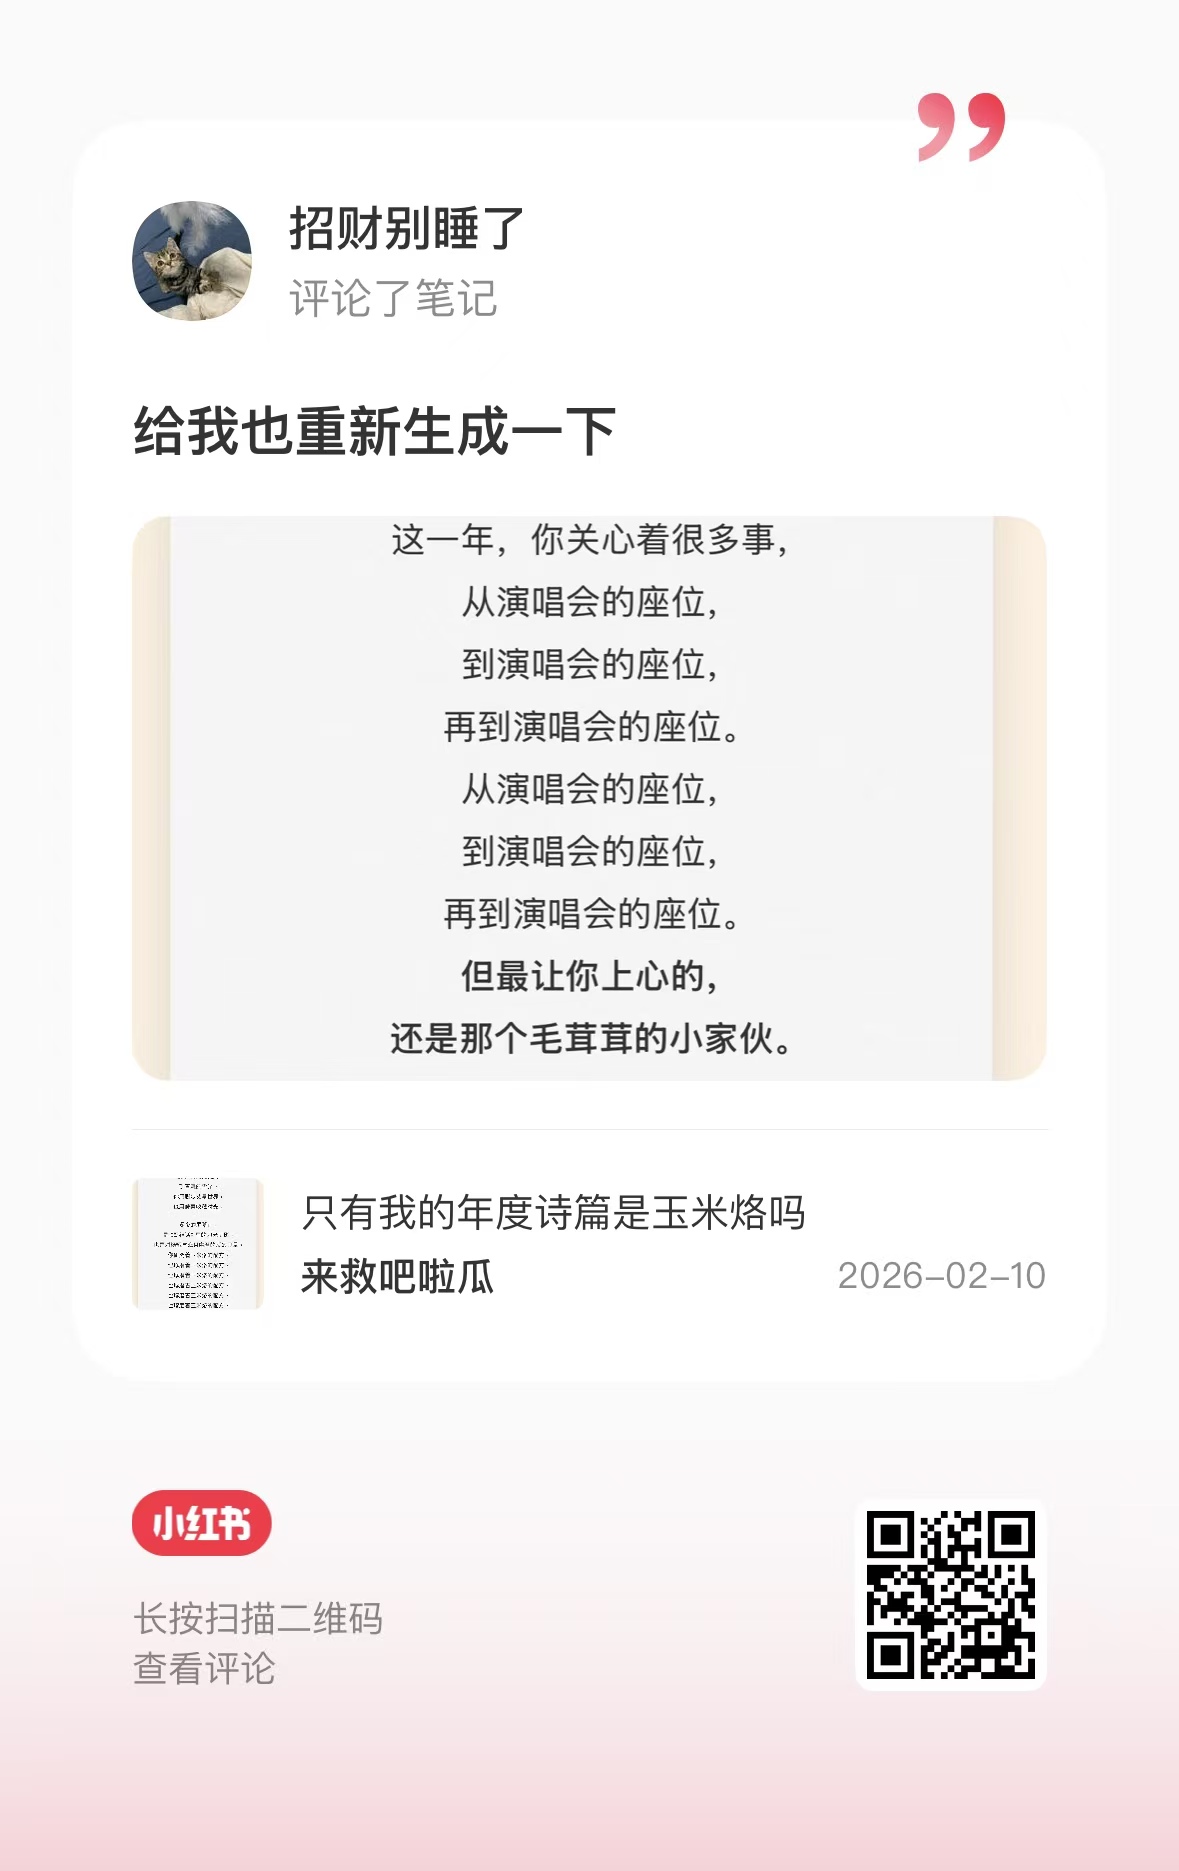 招财别睡了
评论了笔记
给我也重新生成一下
这一年，你关心着很多事，
从演唱会的座位，
到演唱会的座位，
再到演唱会的座位。
从演唱会的座位，
到演唱会的座位，
再到演唱会的座位。
但最让你上心的，
还是那个毛茸茸的小家伙。
只有我的年度诗篇是玉米烙吗
来救吧啦瓜
2026-02-10
小红书
长按扫描二维码
查看评论